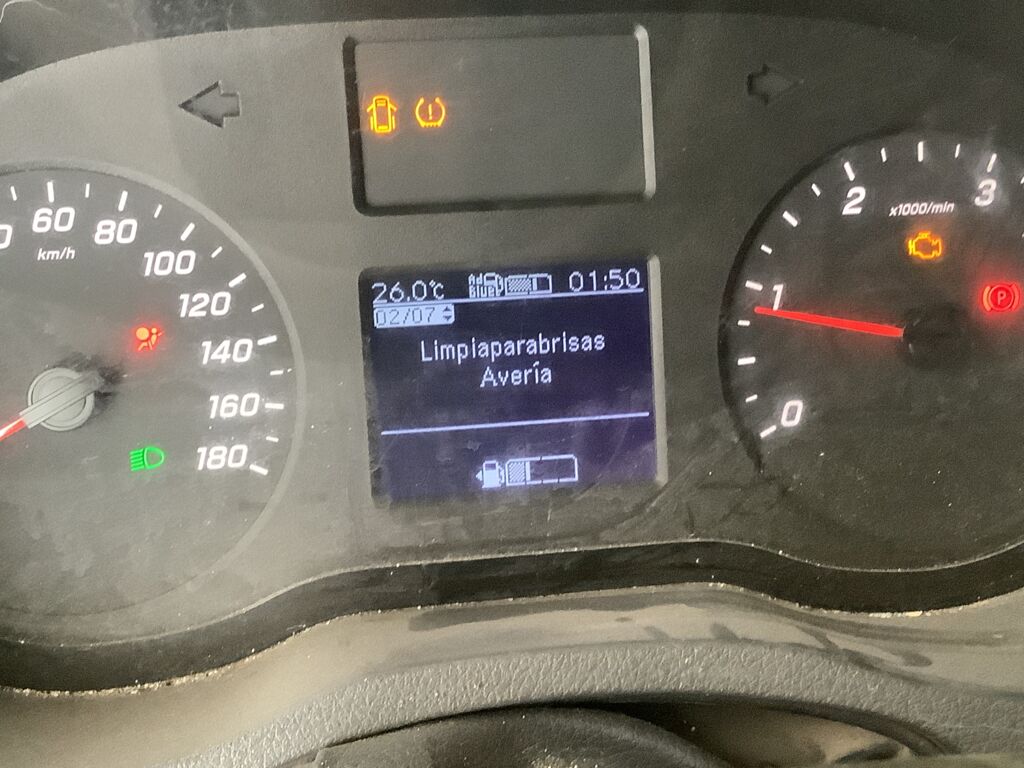 60
80
100
120
140
160
180
km/h
26.0°C AdBlue 01:50
02/07
Limpiaparabrisas
Avería
0
1
2
3
x1000/min
P